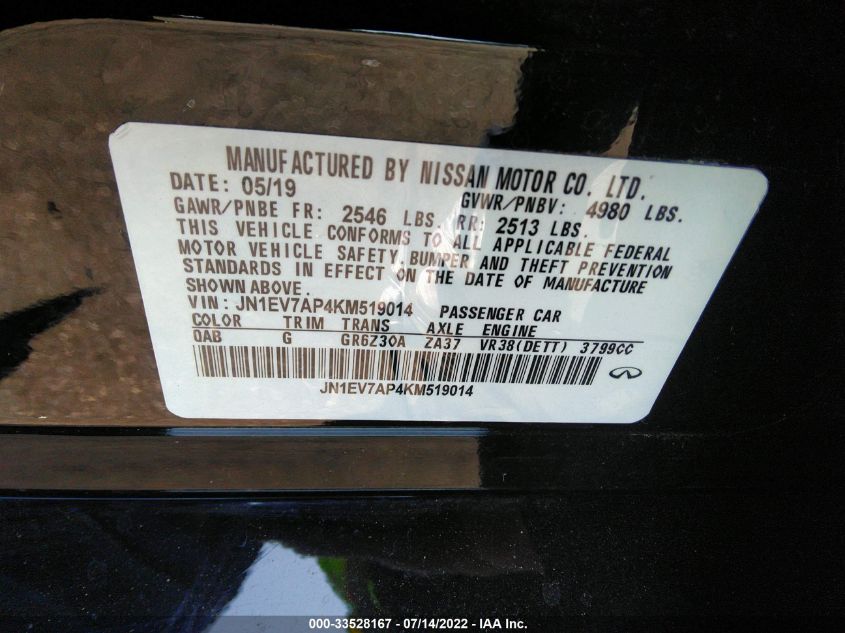 MANUFACTURED BY NISSAN MOTOR CO. LTD.
DATE: 05/19 GVWR/PNBV: 4980 LBS.
GAWR/PNBE FR: 2546 LBS. RR: 2513 LBS.
THIS VEHICLE CONFORMS TO ALL APPLICABLE FEDERAL
MOTOR VEHICLE SAFETY, BUMPER AND THEFT PREVENTION
STANDARDS IN EFFECT ON THE DATE OF MANUFACTURE
SHOWN ABOVE.
VIN: JN1EV7AP4KM519014 PASSENGER CAR
COLOR TRIM TRANS AXLE ENGINE
QAB G GR6Z30A ZA37 VR38(DETT) 3799CC
JN1EV7AP4KM519014
000-33528167 - 07/14/2022 - IAA Inc.